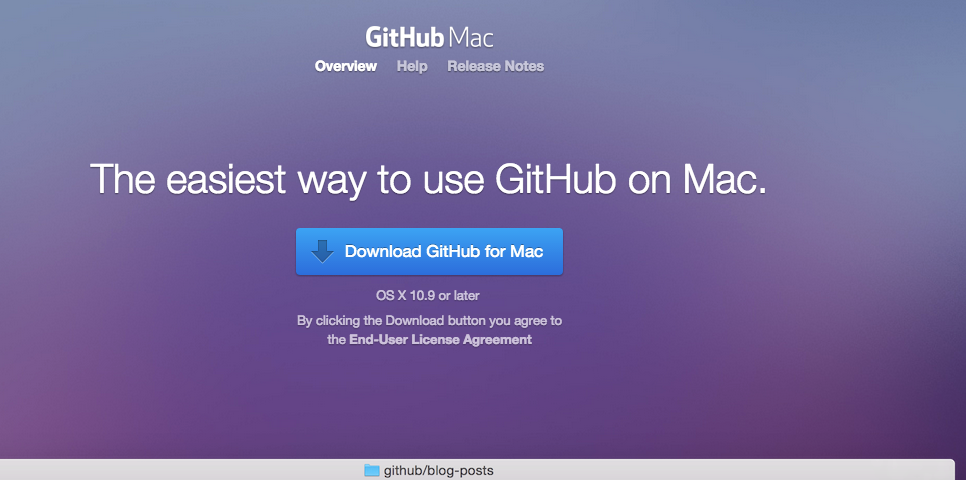 GitHub Mac
Overview Help Release Notes
The easiest way to use GitHub on Mac.
Download GitHub for Mac
OS X 10.9 or later
By clicking the Download button you agree to
the End-User License Agreement
github/blog-posts